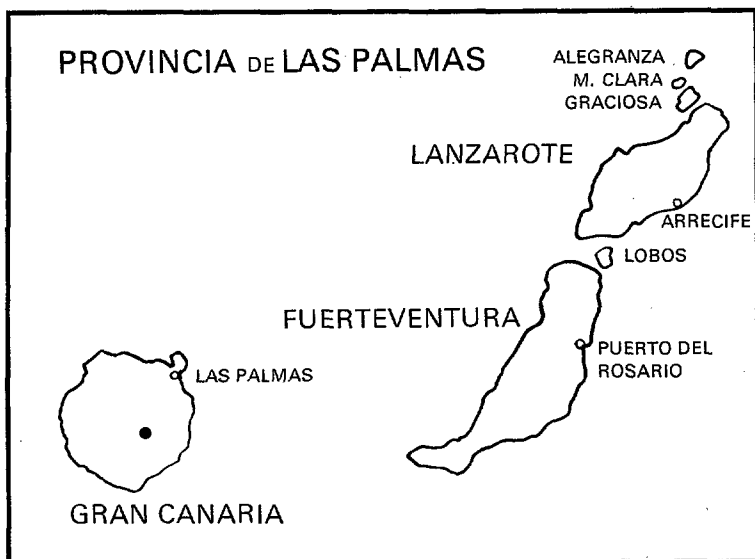 PROVINCIA DE LAS PALMAS
ALEGRANZA
M. CLARA
GRACIOSA
LANZAROTE
ARRECIFE
LOBOS
FUERTEVENTURA
PUERTO DEL
ROSARIO
LAS PALMAS
GRAN CANARIA